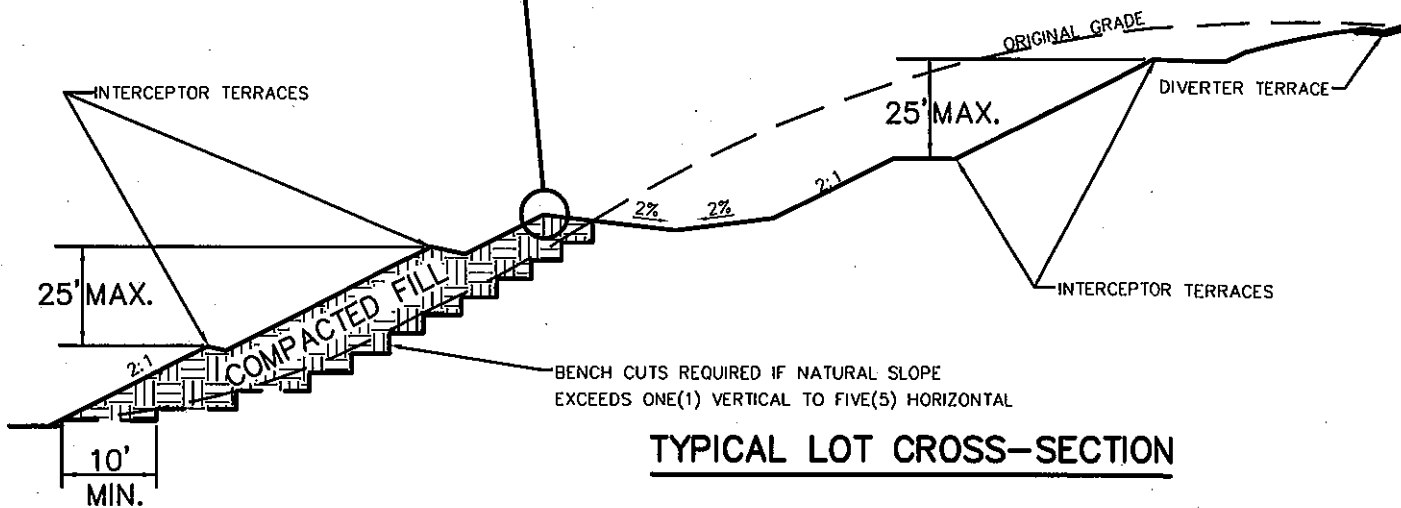 ORIGINAL GRADE
INTERCEPTOR TERRACES
DIVERTER TERRACE
25'MAX.
2:1
2%
2%
25'MAX.
INTERCEPTOR TERRACES
COMPACTED FILL
2:1
BENCH CUTS REQUIRED IF NATURAL SLOPE
EXCEEDS ONE(1) VERTICAL TO FIVE(5) HORIZONTAL
TYPICAL LOT CROSS-SECTION
10'
MIN.